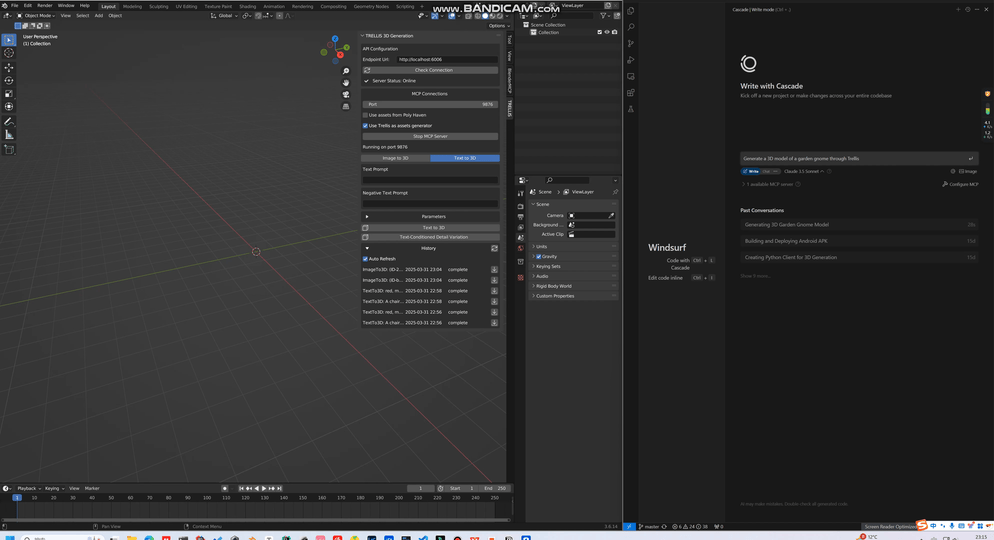 File Edit Render Window Help Layout Modeling Sculpting UV Editing Texture Paint Shading Animation Rendering Compositing Geometry Nodes Scripting
www.BANDICAM.com
ViewLayer
Object Mode View Select Add Object Global
Options
User Perspective
(1) Collection
TRELLIS 3D Generation
API Configuration
Endpoint Url: http://localhost:6006
Check Connection
Server Status: Online
MCP Connections
Port 9876
Use assets from Poly Haven
Use Trellis as assets generator
Stop MCP Server
Running on port 9876
Image to 3D Text to 3D
Text Prompt
Negative Text Prompt
Parameters
Text to 3D
Text-Conditioned Detail Variation
History
Auto Refresh
ImageTo3D: (ID-2... 2025-03-31 23:04 complete
ImageTo3D: (ID-b... 2025-03-31 23:04 complete
TextTo3D: red, m... 2025-03-31 22:58 complete
TextTo3D: A chair... 2025-03-31 22:58 complete
TextTo3D: red, m... 2025-03-31 22:56 complete
TextTo3D: A chair... 2025-03-31 22:56 complete
Tool
View
BlenderMCP
TRELLIS
Scene Collection
Collection
Scene ViewLayer
Scene
Camera
Background ...
Active Clip
Units
Gravity
Keying Sets
Audio
Rigid Body World
Custom Properties
Playback Keying View Marker
1 Start 1 End 250
1 10 20 30 40 50 60 70 80 90 100 110 120 130 140 150 160 170 180 190 200 210 220 230 240 250
Pan View Context Menu
3.6.14
Windsurf
Code with Cascade Ctrl + L
Edit code inline Ctrl + I
Cascade | Write mode
Write with Cascade
Kick off a new project or make changes across your entire codebase
Generate a 3D model of a garden gnome through Trellis
Write Claude 3.5 Sonnet Image
1 available MCP server Configure MCP
Past Conversations
Generating 3D Garden Gnome Model
Building and Deploying Android APK
Creating Python Client for 3D Generation
master 6 24 38 0
Screen Reader Optimized
12°C
23:15